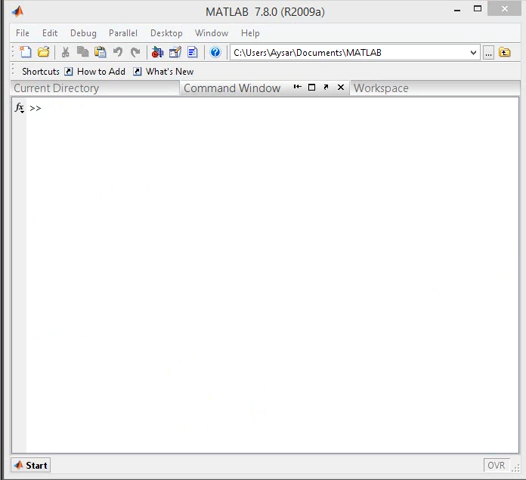 MATLAB 7.8.0 (R2009a)
File Edit Debug Parallel Desktop Window Help
C:\Users\Aysar\Documents\MATLAB ...
Shortcuts How to Add What's New
Current Directory Command Window Workspace
fx >>
Start OVR